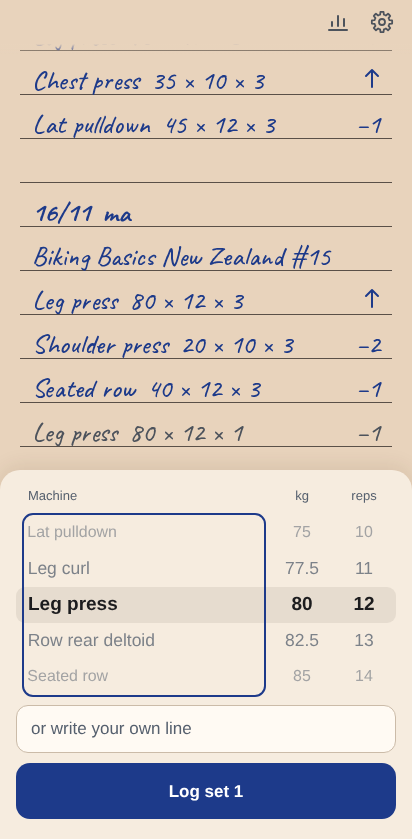 Chest press 35 × 10 × 3 ↑
Lat pulldown 45 × 12 × 3 –1
16/11 ma
Biking Basics New Zealand #15
Leg press 80 × 12 × 3 ↑
Shoulder press 20 × 10 × 3 –2
Seated row 40 × 12 × 3 –1
Leg press 80 × 12 × 1 –1
Machine kg reps
Lat pulldown 75 10
Leg curl 77.5 11
Leg press 80 12
Row rear deltoid 82.5 13
Seated row 85 14
or write your own line
Log set 1